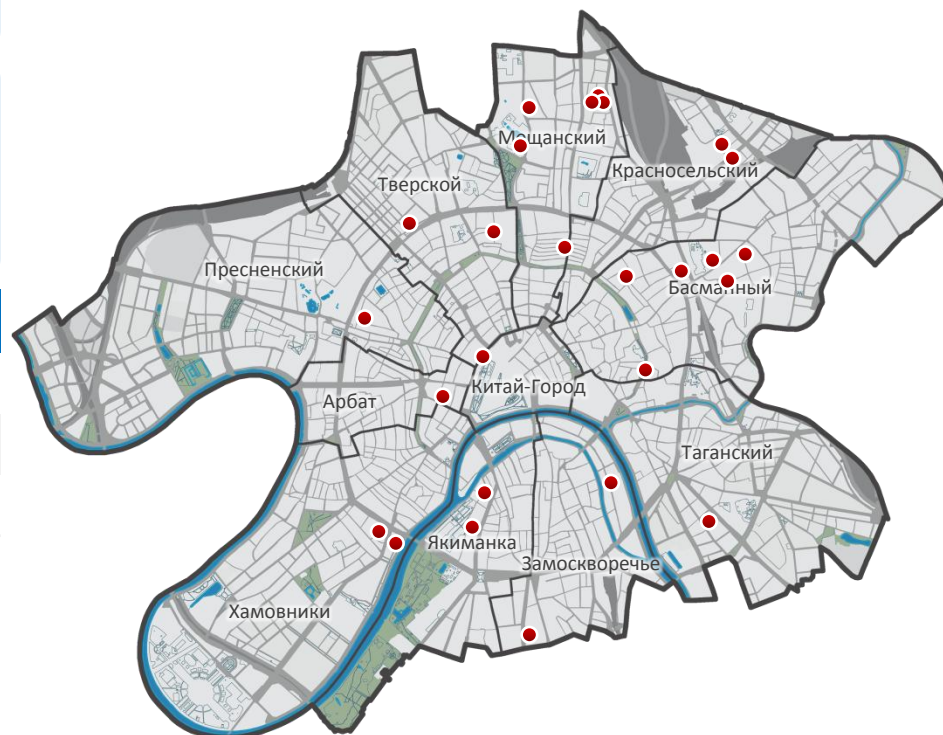 Мещанский
Красносельский
Тверской
Пресненский
Басманный
Китай-Город
Арбат
Таганский
Якиманка
Замоскворечье
Хамовники